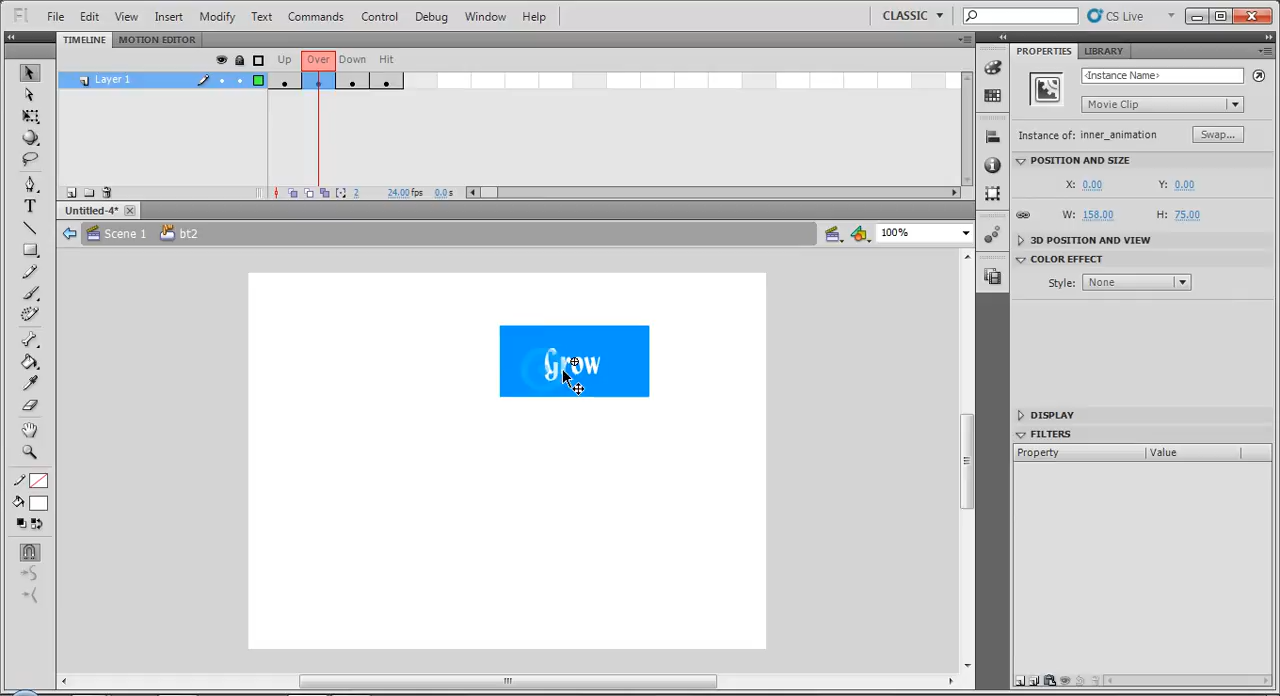 Fl File Edit View Insert Modify Text Commands Control Debug Window Help CLASSIC CS Live
TIMELINE MOTION EDITOR
Up Over Down Hit
Layer 1
2 24.00 fps 0.0 s
Untitled-4*
Scene 1 bt2 100%
Grow
PROPERTIES LIBRARY
<Instance Name>
Movie Clip
Instance of: inner_animation Swap...
POSITION AND SIZE
X: 0.00 Y: 0.00
W: 158.00 H: 75.00
3D POSITION AND VIEW
COLOR EFFECT
Style: None
DISPLAY
FILTERS
Property Value